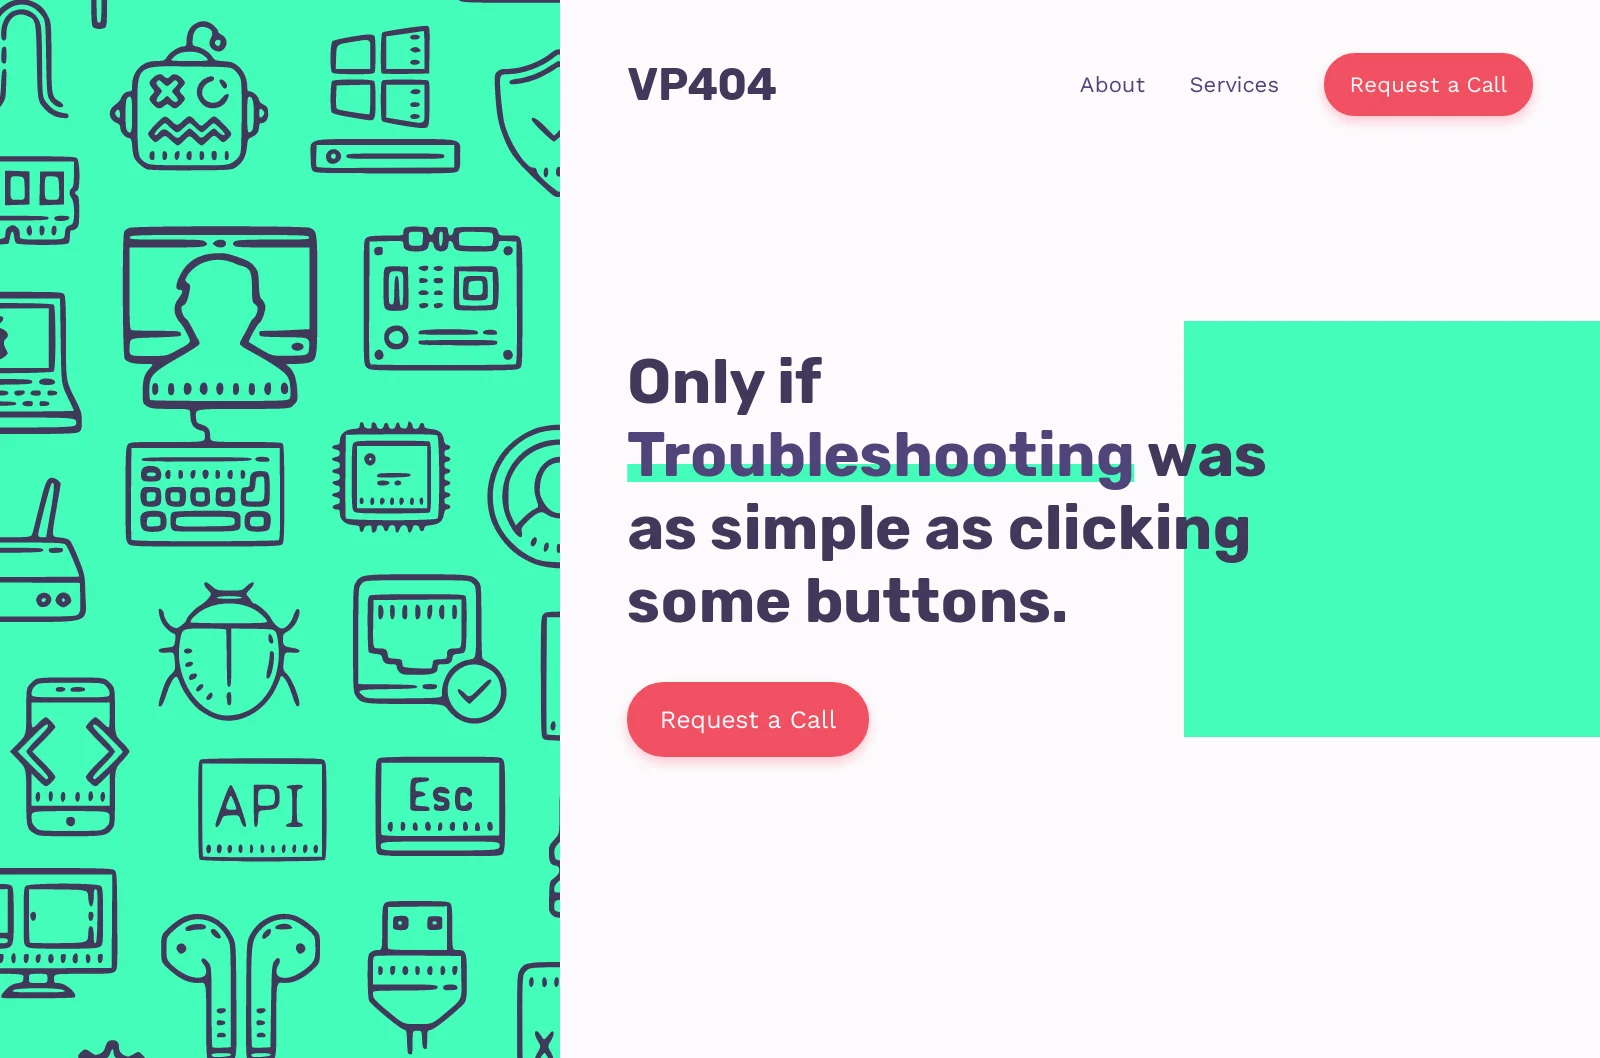 VP404
About
Services
Request a Call
Only if
Troubleshooting was
as simple as clicking
some buttons.
Request a Call
API
Esc